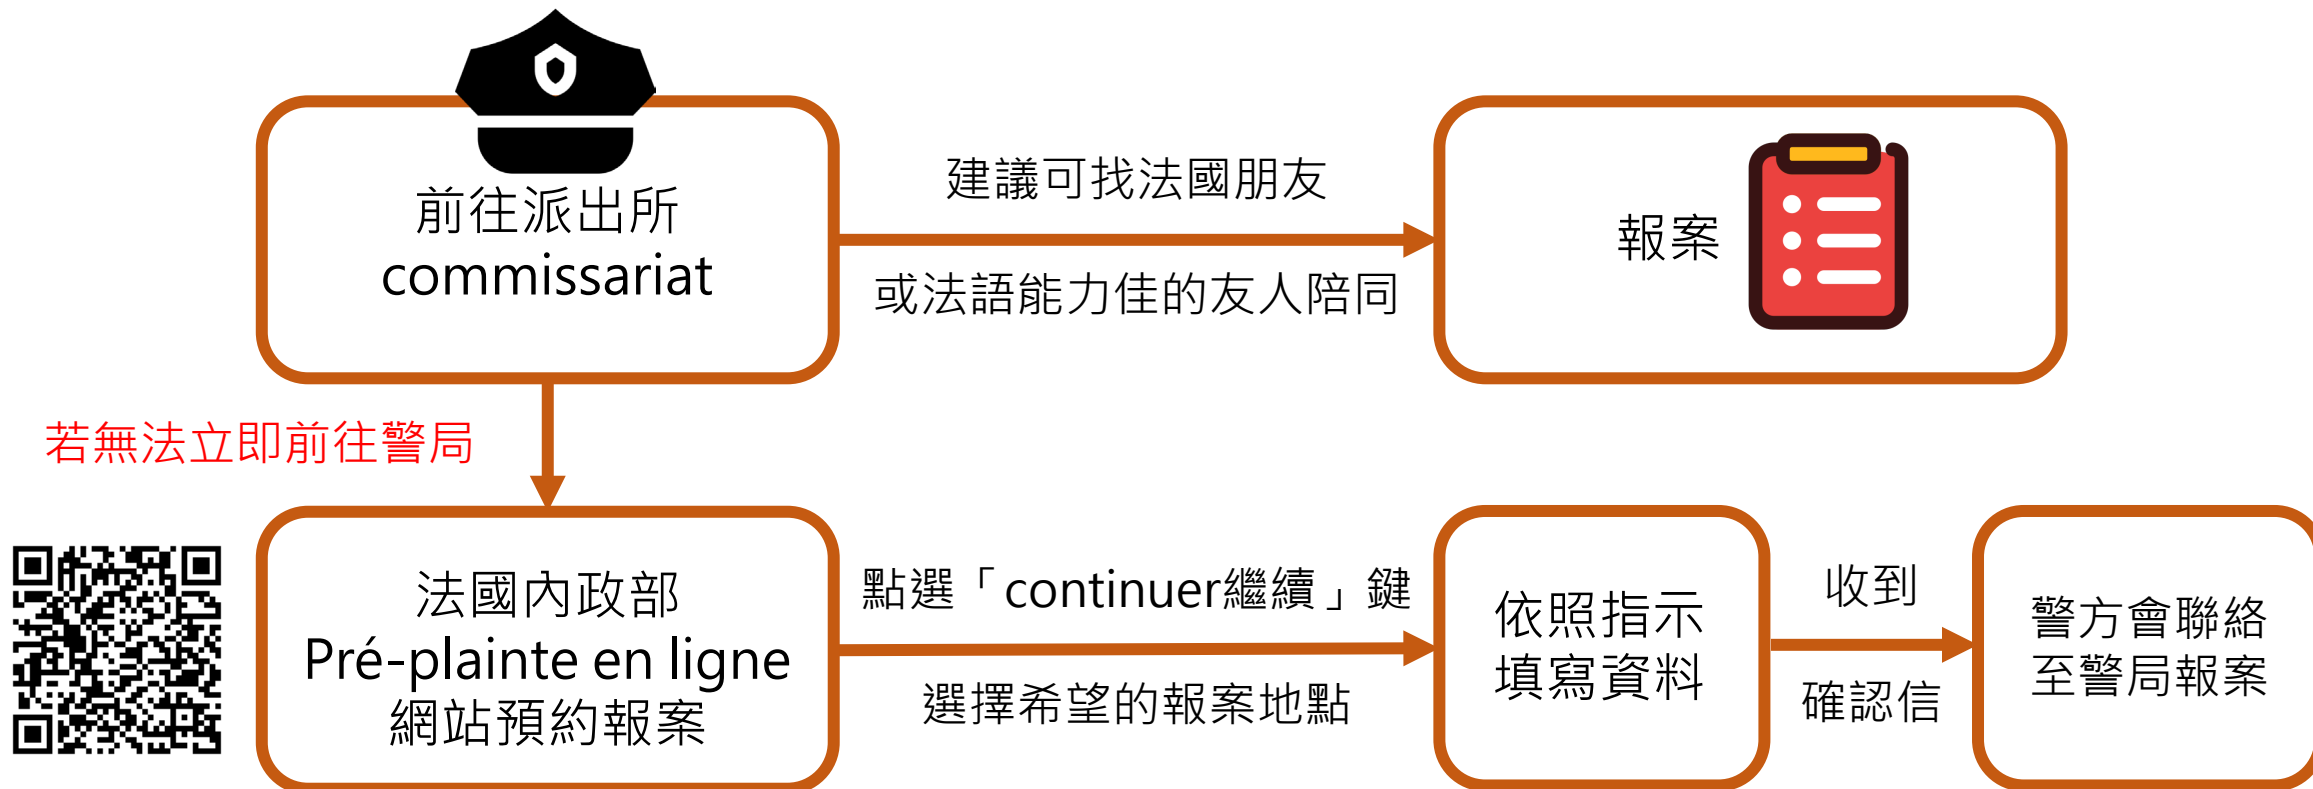 前往派出所
commissariat
建議可找法國朋友
或法語能力佳的友人陪同
報案
若無法立即前往警局
法國內政部
Pré-plainte en ligne
網站預約報案
點選「continuer繼續」鍵
選擇希望的報案地點
依照指示
填寫資料
收到
確認信
警方會聯絡
至警局報案